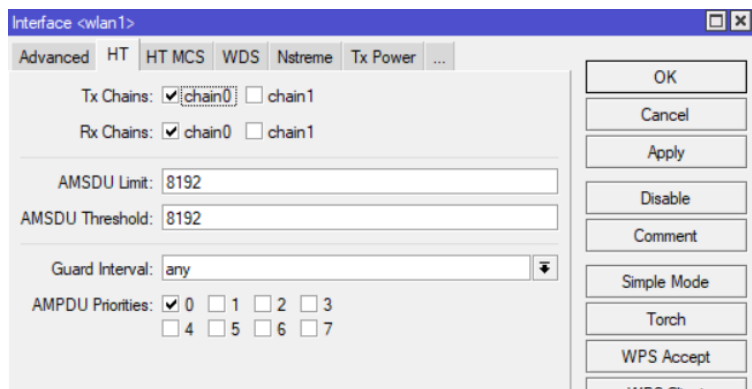 Interface <wlan1>
Advanced HT HT MCS WDS Nstreme Tx Power ...
Tx Chains: chain0 chain1
Rx Chains: chain0 chain1
AMSDU Limit: 8192
AMSDU Threshold: 8192
Guard Interval: any
AMPDU Priorities: 0 1 2 3
4 5 6 7
OK
Cancel
Apply
Disable
Comment
Simple Mode
Torch
WPS Accept